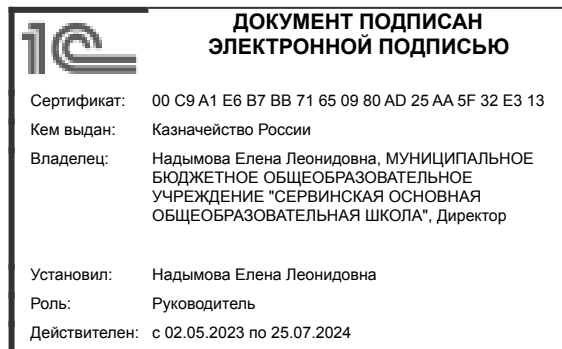 1С
ДОКУМЕНТ ПОДПИСАН
ЭЛЕКТРОННОЙ ПОДПИСЬЮ
Сертификат: 00 C9 A1 E6 B7 BB 71 65 09 80 AD 25 AA 5F 32 E3 13
Кем выдан: Казначейство России
Владелец: Надымова Елена Леонидовна, МУНИЦИПАЛЬНОЕ
БЮДЖЕТНОЕ ОБЩЕОБРАЗОВАТЕЛЬНОЕ
УЧРЕЖДЕНИЕ "СЕРВИНСКАЯ ОСНОВНАЯ
ОБЩЕОБРАЗОВАТЕЛЬНАЯ ШКОЛА", Директор
Установил: Надымова Елена Леонидовна
Роль: Руководитель
Действителен: с 02.05.2023 по 25.07.2024